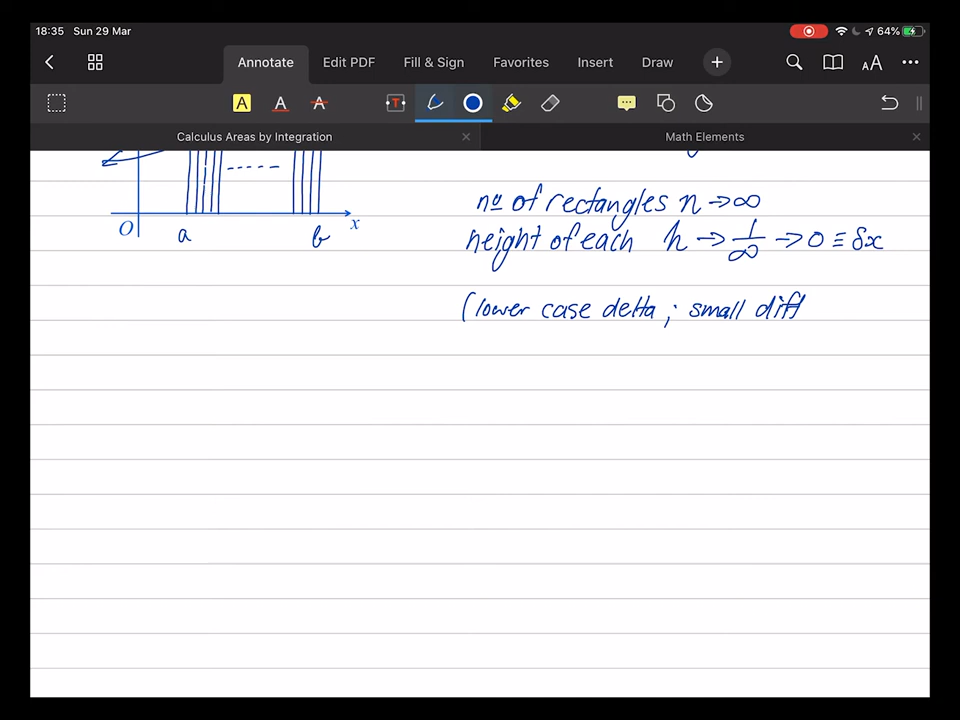 18:35 Sun 29 Mar 64%
Annotate Edit PDF Fill & Sign Favorites Insert Draw
Calculus Areas by Integration Math Elements
nº of rectangles n → ∞
height of each h → 1/∞ → 0 ≡ δx
(lower case delta ; small diff
O a b x